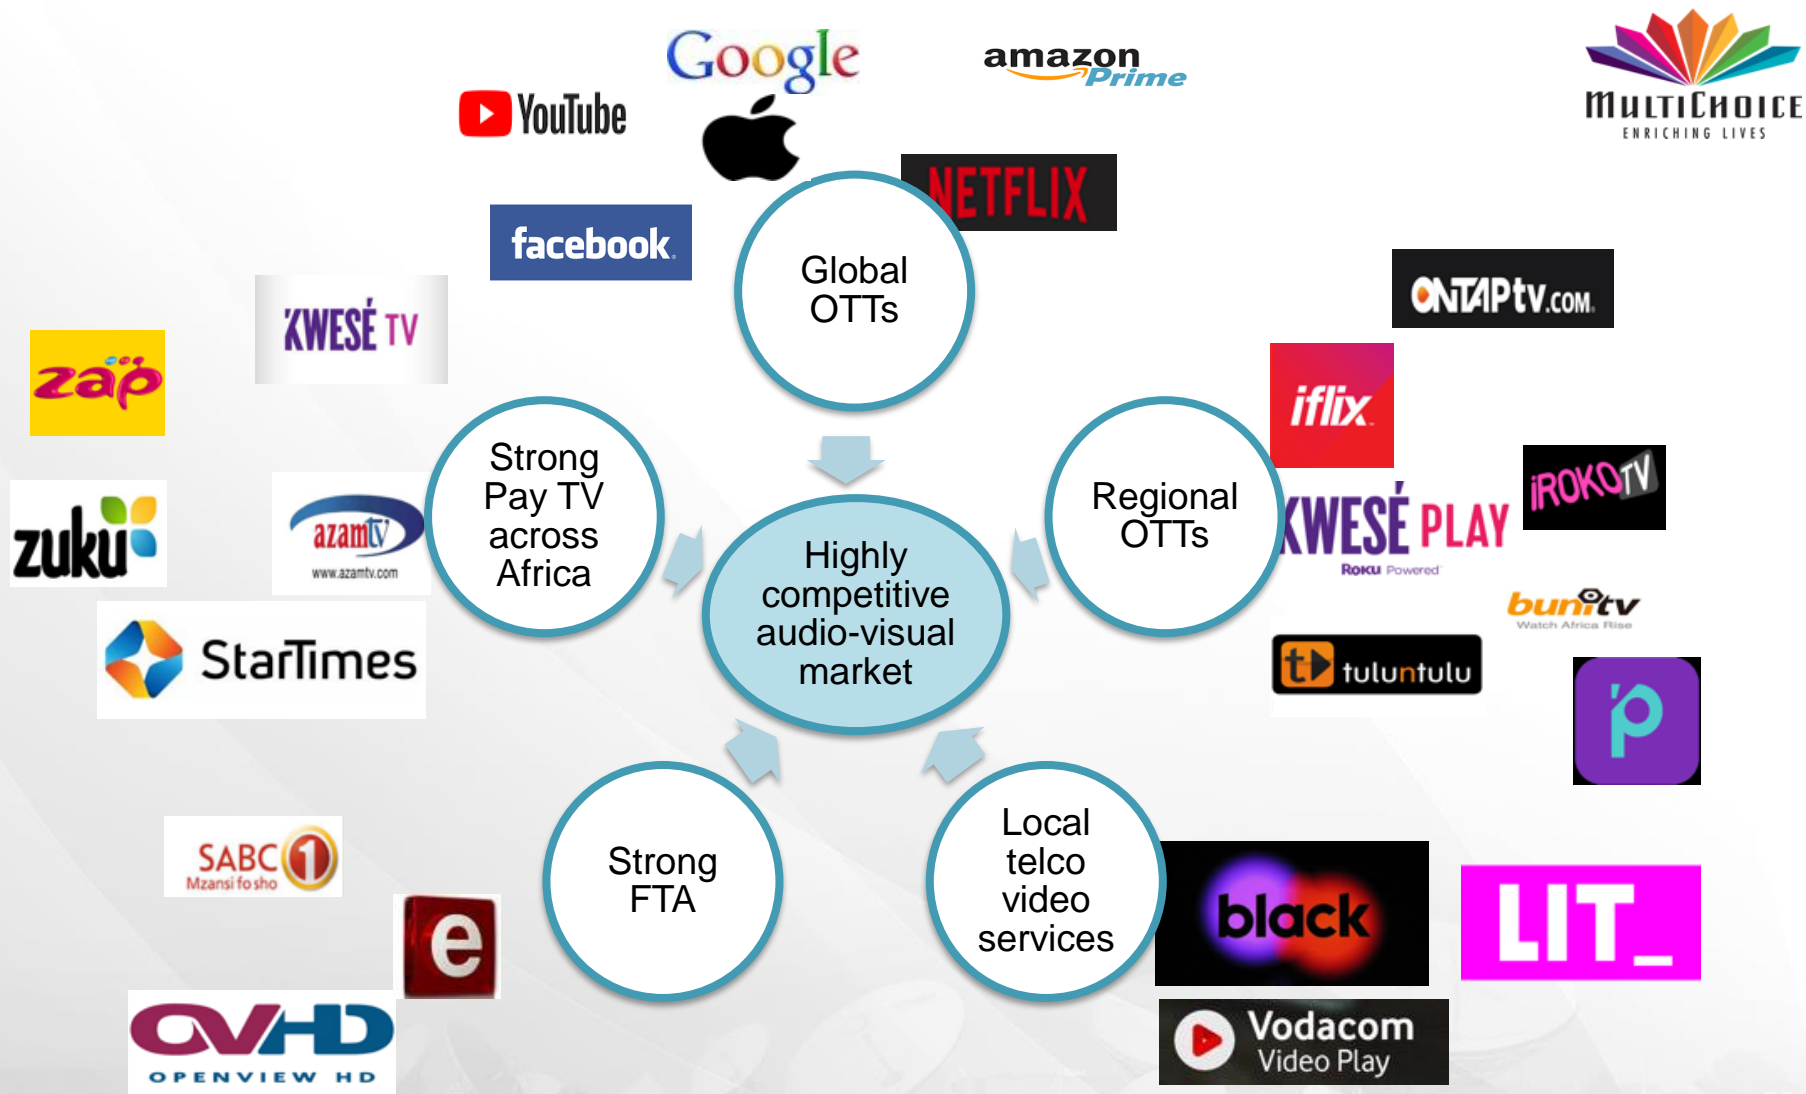 Google
amazon
Prime
MULTICHOICE
ENRICHING LIVES
YouTube
NETFLIX
facebook
Global
OTTs
ONTAPtv.COM
KWESÉ TV
zap
iflix
Strong
Pay TV
across
Africa
Regional
OTTs
iROKOTV
KWESÉ PLAY
ROKU Powered
zuku
azamtv
www.azamtv.com
Highly
competitive
audio-visual
market
bunitv
Watch Africa Rise
StarTimes
tuluntulu
p
SABC 1
Mzansi fo sho
Strong
FTA
Local
telco
video
services
black
LIT_
e
OVHD
OPENVIEW HD
Vodacom
Video Play